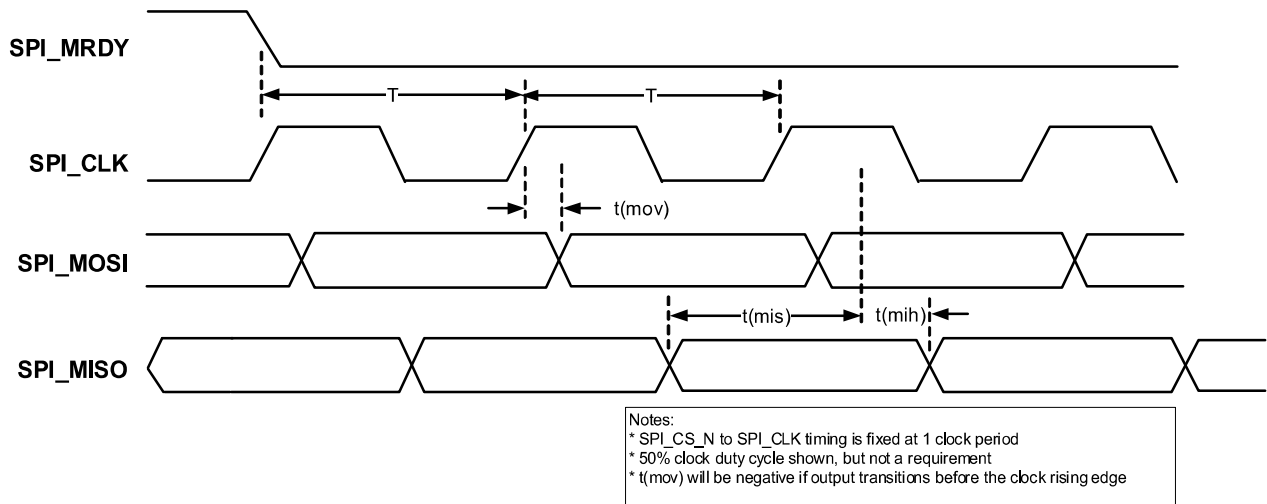 SPI_MRDY
T
T
SPI_CLK
t(mov)
SPI_MOSI
t(mis)
t(mih)
SPI_MISO
Notes:
* SPI_CS_N to SPI_CLK timing is fixed at 1 clock period
* 50% clock duty cycle shown, but not a requirement
* t(mov) will be negative if output transitions before the clock rising edge